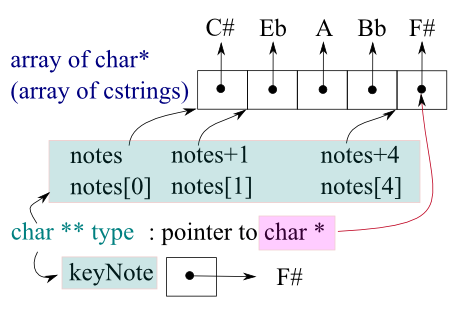 C# Eb A Bb F#
array of char*
(array of cstrings)
notes notes+1 notes+4
notes[0] notes[1] notes[4]
char ** type : pointer to char *
keyNote F#